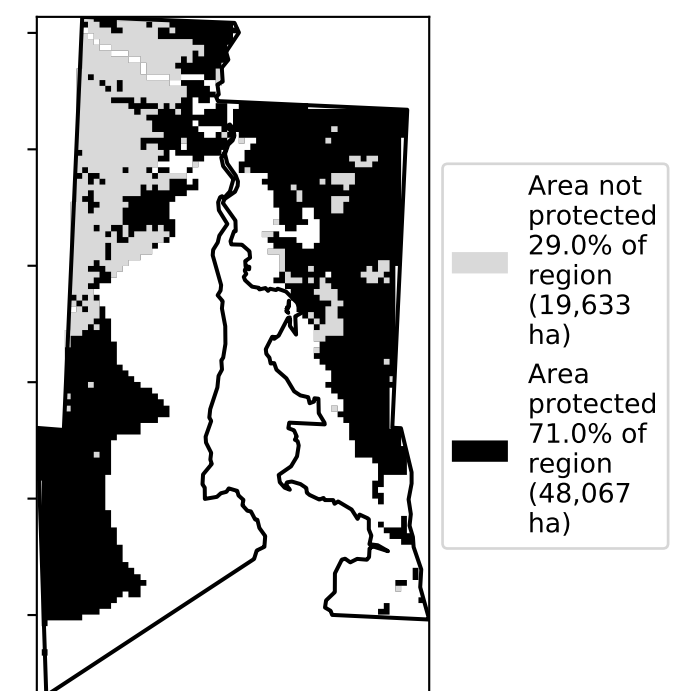 Area not
protected
29.0% of
region
(19,633
ha)
Area
protected
71.0% of
region
(48,067
ha)